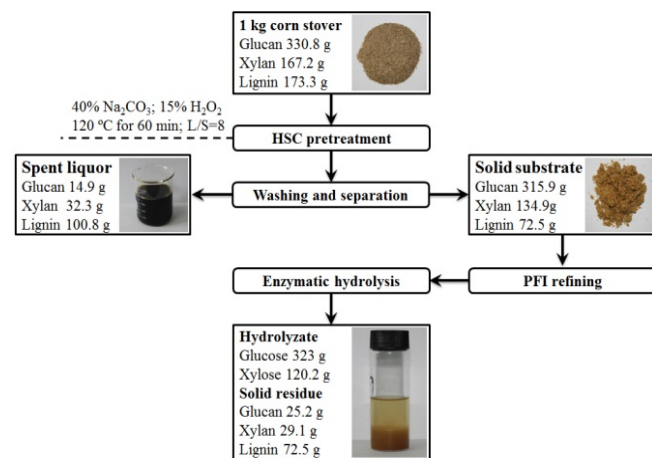 1 kg corn stover
Glucan 330.8 g
Xylan 167.2 g
Lignin 173.3 g
40% Na₂CO₃; 15% H₂O₂
120 ºC for 60 min; L/S=8
HSC pretreatment
Spent liquor
Glucan 14.9 g
Xylan 32.3 g
Lignin 100.8 g
Washing and separation
Solid substrate
Glucan 315.9 g
Xylan 134.9g
Lignin 72.5 g
Enzymatic hydrolysis
PFI refining
Hydrolyzate
Glucose 323 g
Xylose 120.2 g
Solid residue
Glucan 25.2 g
Xylan 29.1 g
Lignin 72.5 g